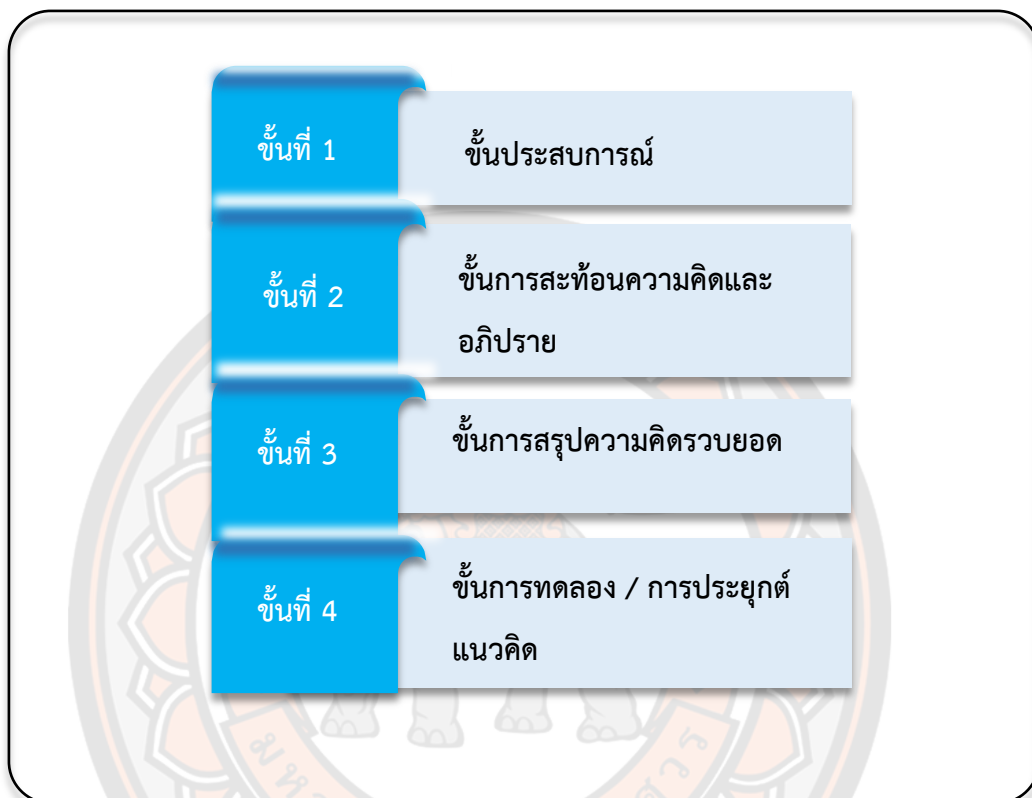 ขั้นที่ 1
ขั้นประสบการณ์
ขั้นที่ 2
ขั้นการสะท้อนความคิดและ
อภิปราย
ขั้นที่ 3
ขั้นการสรุปความคิดรวบยอด
ขั้นที่ 4
ขั้นการทดลอง / การประยุกต์
แนวคิด